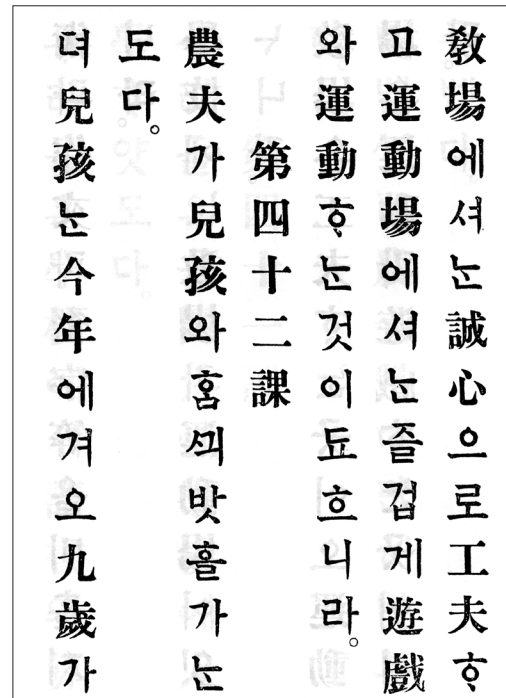 敎場에셔ᄂᆞᆫ誠心으로工夫ᄒᆞ
고運動場에셔ᄂᆞᆫ즐겁게遊戲
와運動ᄒᆞᄂᆞᆫ것이됴흐니라。
第四十二課
農夫가兒孩와홈ᄭᅴ밧흘가ᄂᆞᆫ
도다。
뎌兒孩ᄂᆞᆫ今年에겨오九歲가